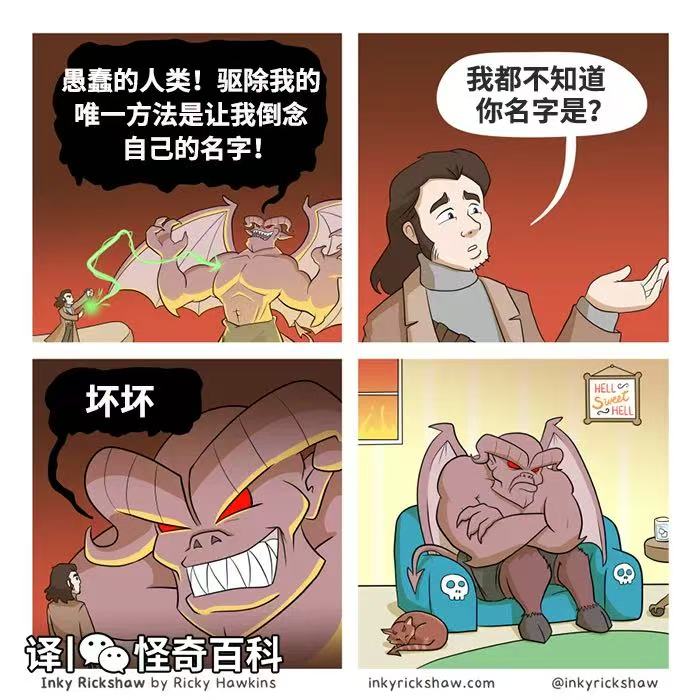 愚蠢的人类！驱除我的
唯一方法是让我倒念
自己的名字！
我都不知道
你名字是？
坏坏
HELL
Sweet
HELL
译|怪奇百科
Inky Rickshaw by Ricky Hawkins
inkyrickshaw.com
@inkyrickshaw